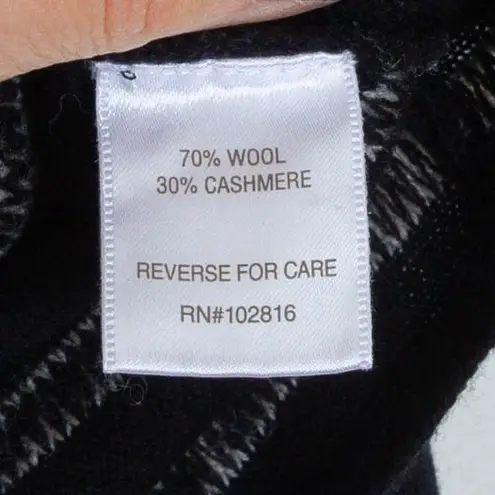 70% WOOL
30% CASHMERE
REVERSE FOR CARE
RN#102816